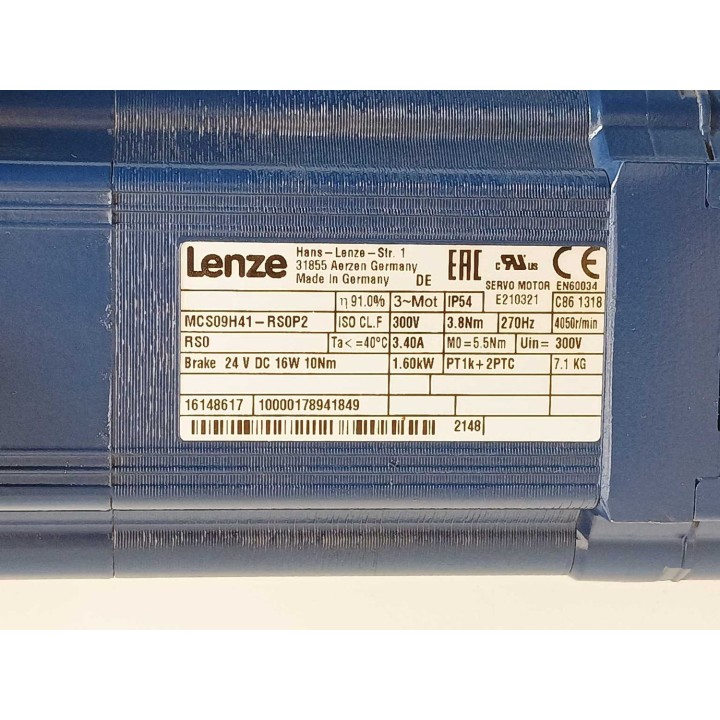 Lenze Hans-Lenze-Str. 1
31855 Aerzen Germany
Made in Germany DE
EAC c UL us CE
SERVO MOTOR EN60034
η 91.0% 3~Mot IP54 E210321 C86 1318
MCS09H41-RS0P2 ISO CL.F 300V 3.8Nm 270Hz 4050r/min
RS0 Ta<=40°C 3.40A M0=5.5Nm Uin= 300V
Brake 24 V DC 16W 10Nm 1.60kW PT1k+2PTC 7.1 KG
16148617 10000178941849
2148